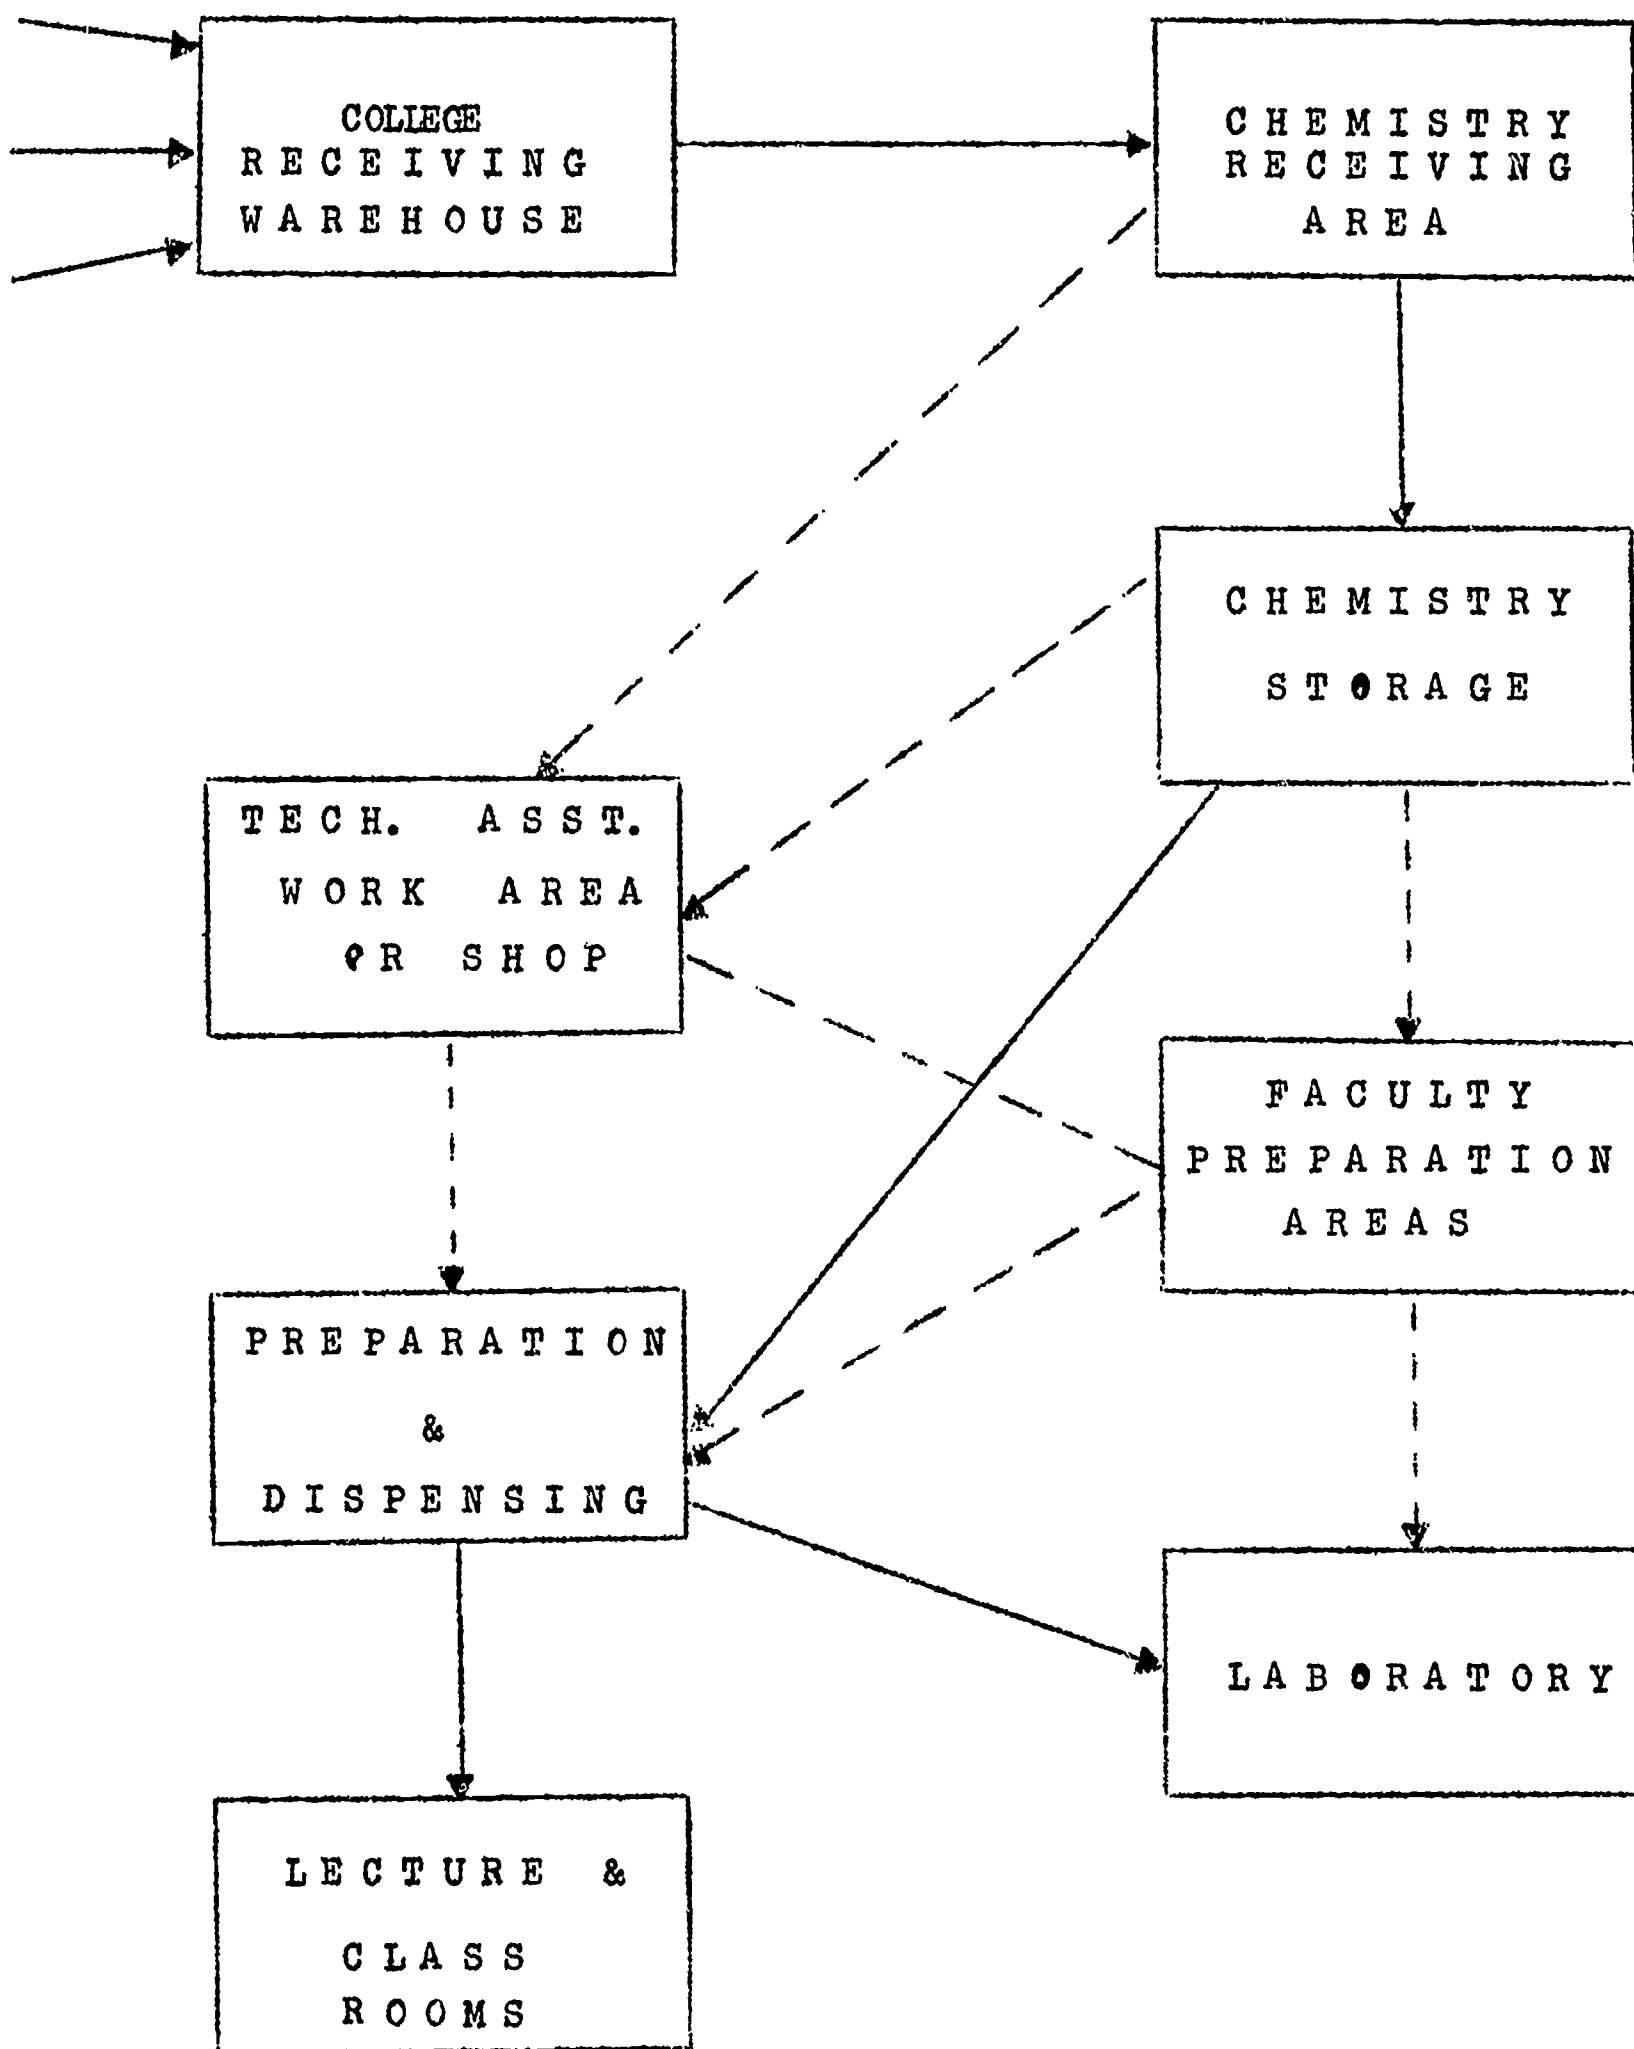 COLLEGE
RECEIVING
WAREHOUSE
CHEMISTRY
RECEIVING
AREA
CHEMISTRY
STORAGE
TECH. ASST.
WORK AREA
OR SHOP
FACULTY
PREPARATION
AREAS
PREPARATION
&
DISPENSING
LABORATORY
LECTURE &
CLASS
ROOMS